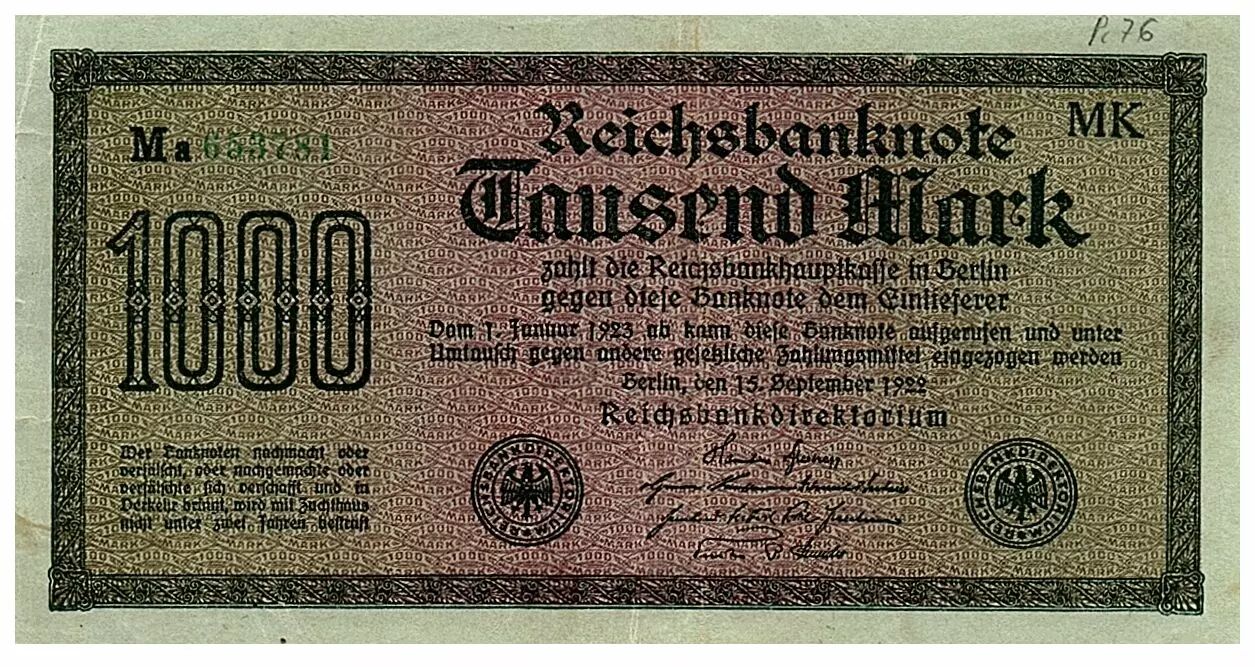 P. 76
Reichsbanknote
MK
Ma 653781
Tausend Mark
1000
zahlt die Reichsbankhauptkasse in Berlin
gegen diese Banknote dem Einlieferer
Vom 1. Januar 1923 ab kann diese Banknote aufgerufen und unter
Umtausch gegen andere gesetzliche Zahlungsmittel eingezogen werden
Berlin, den 15. September 1922
Reichsbankdirektorium
Wer Banknoten nachmacht oder
verfälscht, oder nachgemachte oder
verfälschte sich verschafft und in
Verkehr bringt, wird mit Zuchthaus
nicht unter zwei Jahren bestraft
REICHSBANKDIREKTORIUM
REICHSBANKDIREKTORIUM